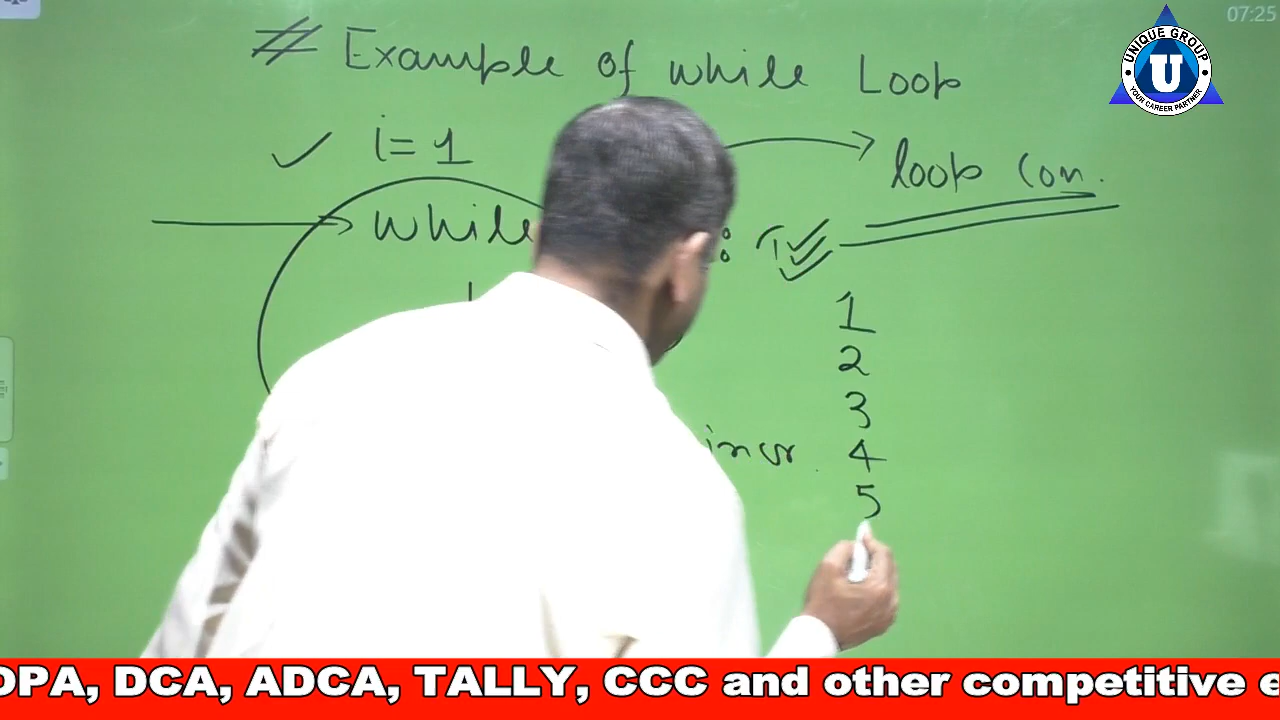 07:25
UNIQUE GROUP
U
YOUR CAREER PARTNER
# Example of while Loop
✓ i=1
loop Con.
while :
1
2
3
incr. 4
5
DPA, DCA, ADCA, TALLY, CCC and other competitive e